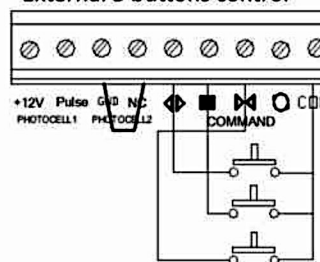 External 3 buttons control
+12V Pulse GND NC
PHOTOCELL1 PHOTOCELL2
COMMAND